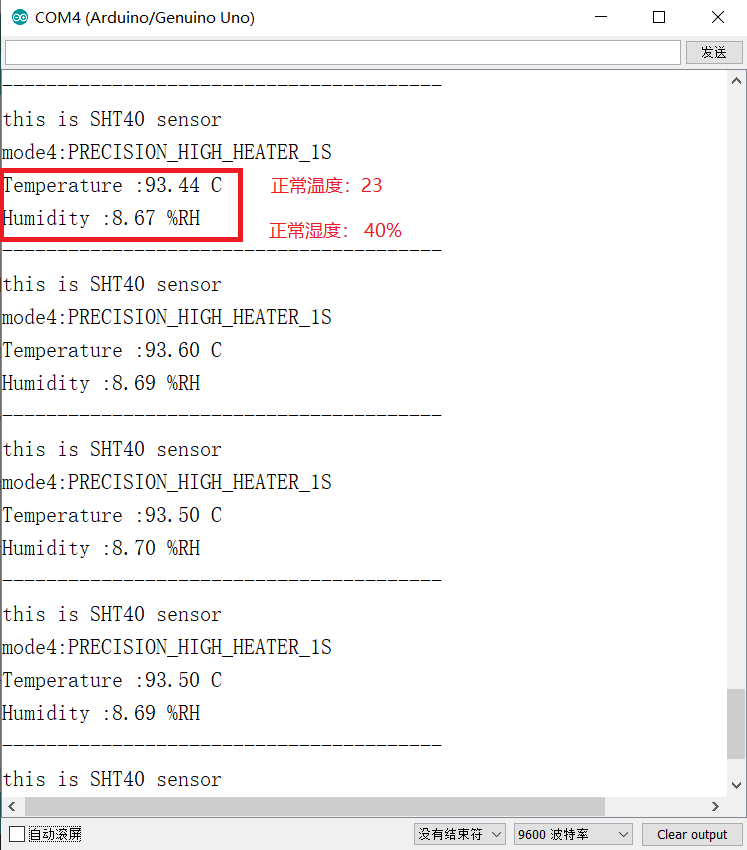 COM4 (Arduino/Genuino Uno)
发送
----------------------------------------
this is SHT40 sensor
mode4:PRECISION_HIGH_HEATER_1S
Temperature :93.44 C 正常温度：23
Humidity :8.67 %RH 正常湿度： 40%
----------------------------------------
this is SHT40 sensor
mode4:PRECISION_HIGH_HEATER_1S
Temperature :93.60 C
Humidity :8.69 %RH
----------------------------------------
this is SHT40 sensor
mode4:PRECISION_HIGH_HEATER_1S
Temperature :93.50 C
Humidity :8.70 %RH
----------------------------------------
this is SHT40 sensor
mode4:PRECISION_HIGH_HEATER_1S
Temperature :93.50 C
Humidity :8.69 %RH
----------------------------------------
this is SHT40 sensor
自动滚屏 没有结束符 9600 波特率 Clear output